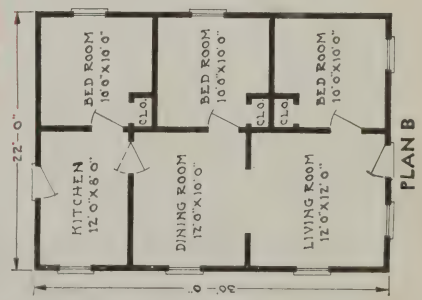 22'-0"
BED ROOM
10'0"X10'0"
BED ROOM
10'0"X10'0"
BED ROOM
10'0"X10'0"
CLO.
CLO.
CLO.
KITCHEN
12'0"X8'0"
DINING ROOM
12'0"X10'0"
LIVING ROOM
12'0"X12'0"
30'-0"
PLAN B